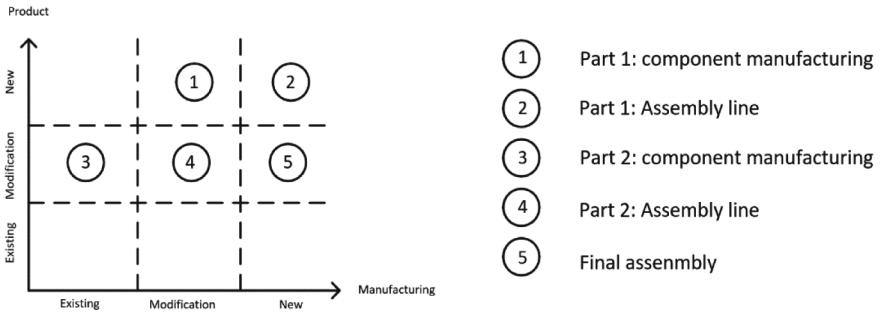 Product
New
Modification
Existing
1
2
3
4
5
Existing
Modification
New
Manufacturing
1 Part 1: component manufacturing
2 Part 1: Assembly line
3 Part 2: component manufacturing
4 Part 2: Assembly line
5 Final assenmbly